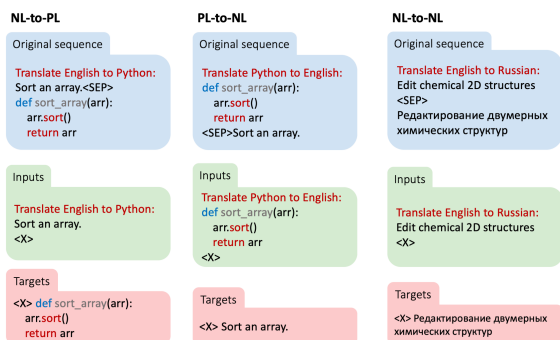 NL-to-PL
Original sequence
Translate English to Python:
Sort an array.<SEP>
def sort_array(arr):
arr.sort()
return arr
Inputs
Translate English to Python:
Sort an array.
<X>
Targets
<X> def sort_array(arr):
arr.sort()
return arr
PL-to-NL
Original sequence
Translate Python to English:
def sort_array(arr):
arr.sort()
return arr
<SEP>Sort an array.
Inputs
Translate Python to English:
def sort_array(arr):
arr.sort()
return arr
<X>
Targets
<X> Sort an array.
NL-to-NL
Original sequence
Translate English to Russian:
Edit chemical 2D structures
<SEP>
Редактирование двумерных
химических структур
Inputs
Translate English to Russian:
Edit chemical 2D structures
<X>
Targets
<X> Редактирование двумерных
химических структур